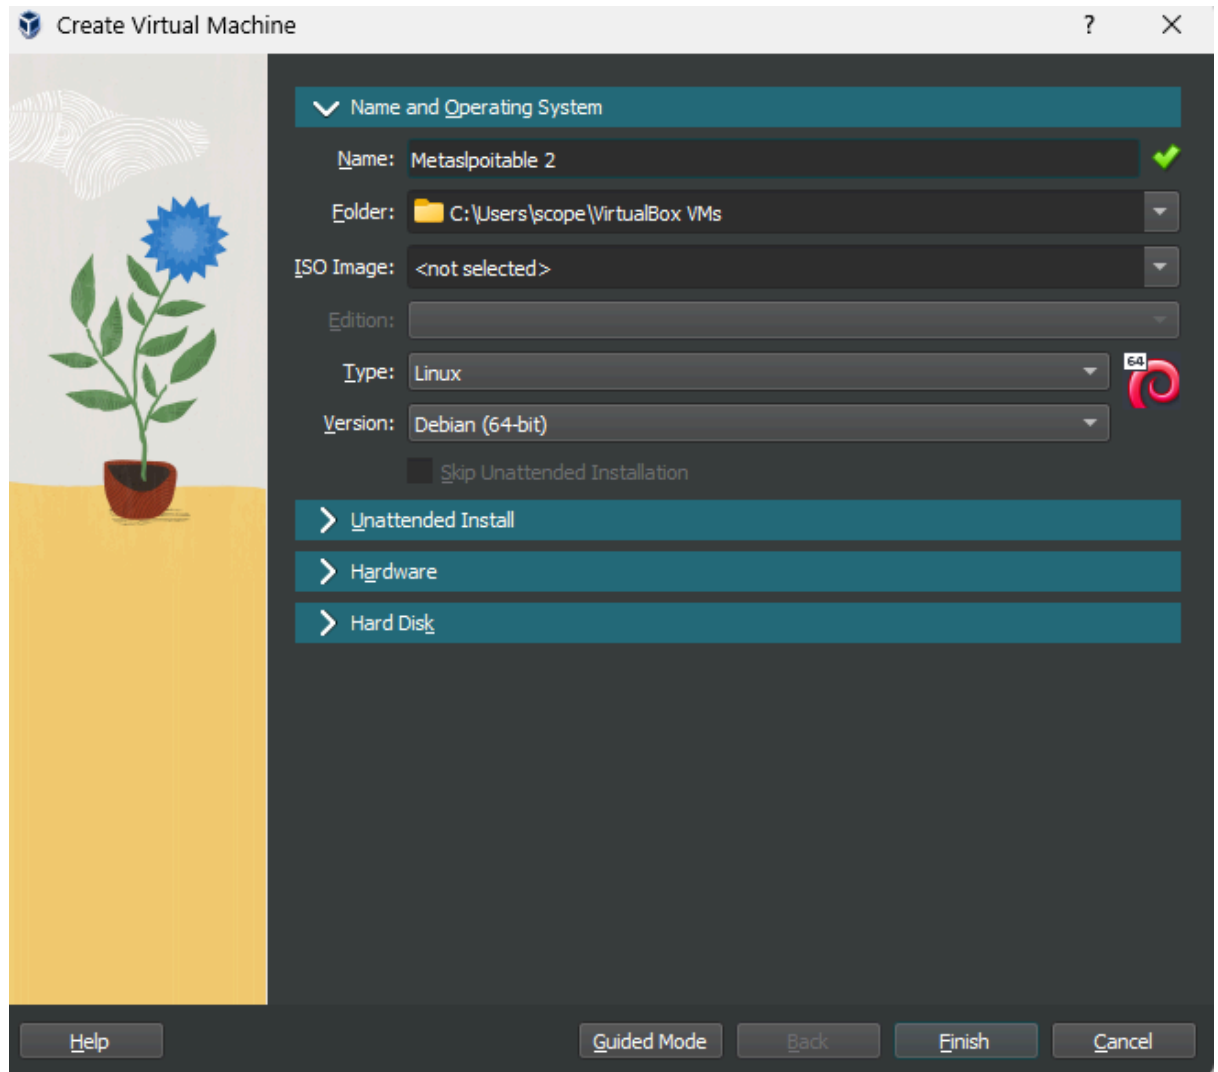 Create Virtual Machine ?
Name and Operating System
Name: Metaslpoitable 2
Folder: C:\Users\scope\VirtualBox VMs
ISO Image: <not selected>
Edition:
Type: Linux 64
Version: Debian (64-bit)
Skip Unattended Installation
Unattended Install
Hardware
Hard Disk
Help Guided Mode Back Finish Cancel